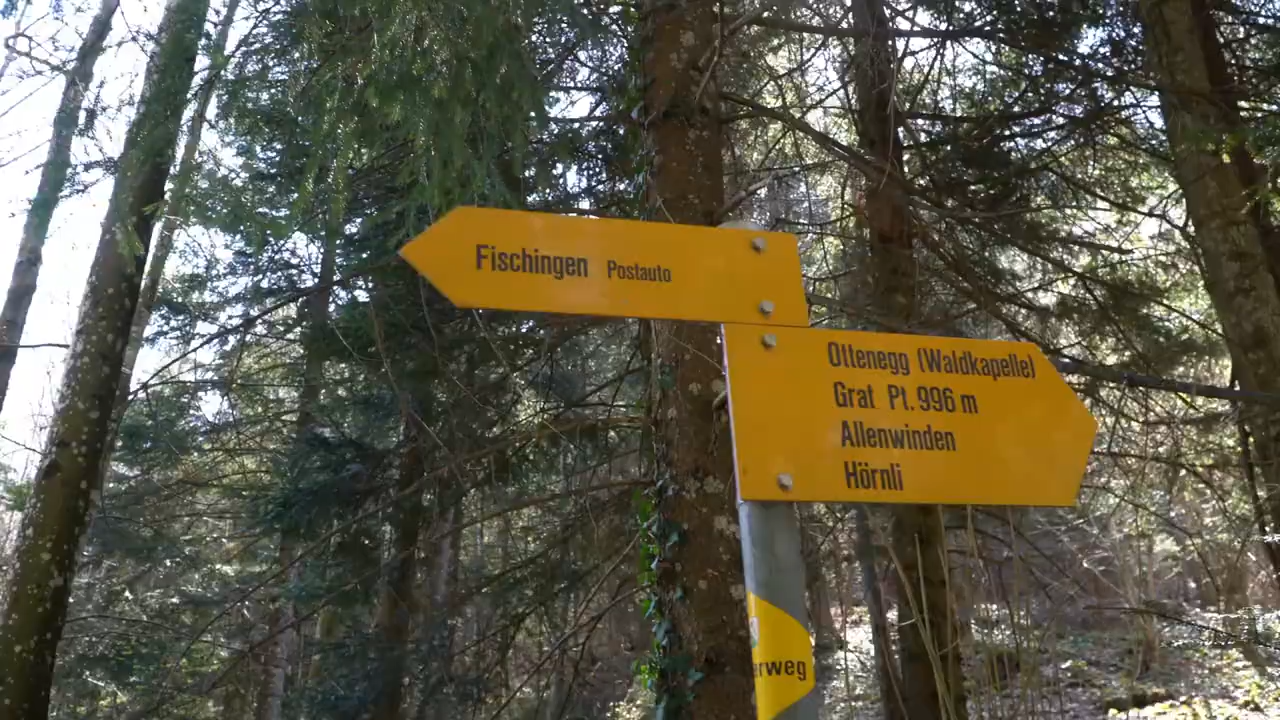 Fischingen Postauto
Ottenegg (Waldkapelle)
Grat Pt. 996 m
Allenwinden
Hörnli
erweg